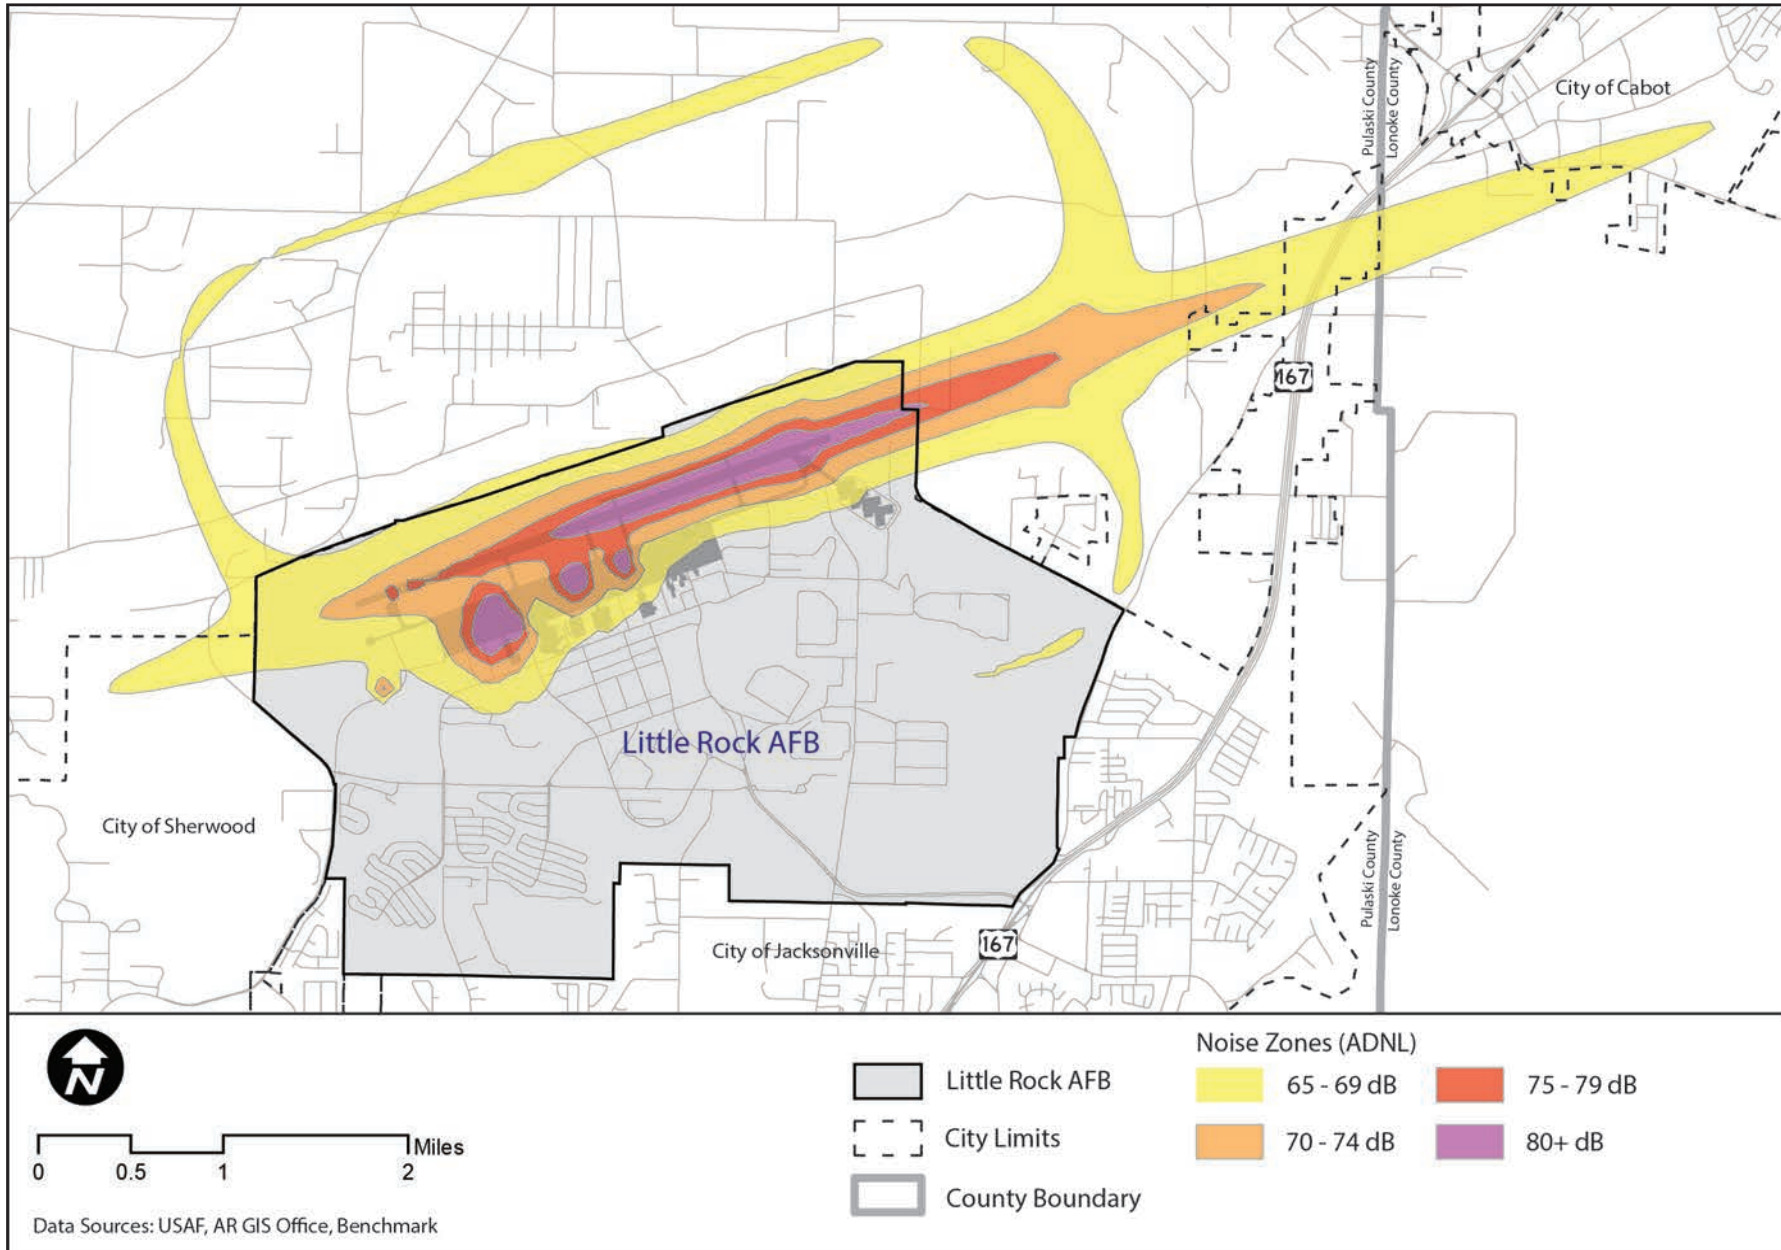 City of Cabot
Pulaski County
Lonoke County
167
Little Rock AFB
City of Sherwood
Pulaski County
Lonoke County
City of Jacksonville
167
N
Noise Zones (ADNL)
Little Rock AFB
65 - 69 dB
75 - 79 dB
City Limits
70 - 74 dB
80+ dB
Miles
0 0.5 1 2
County Boundary
Data Sources: USAF, AR GIS Office, Benchmark